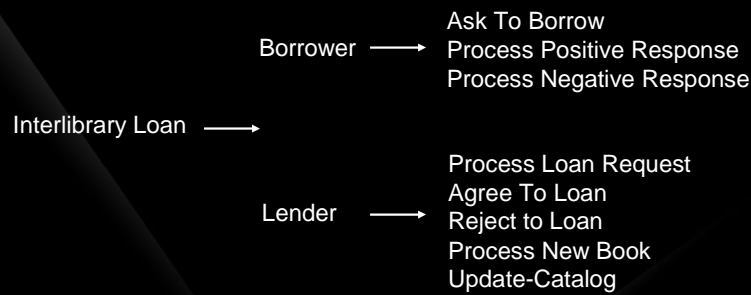 Interlibrary Loan
Borrower
Ask To Borrow
Process Positive Response
Process Negative Response
Lender
Process Loan Request
Agree To Loan
Reject to Loan
Process New Book
Update-Catalog